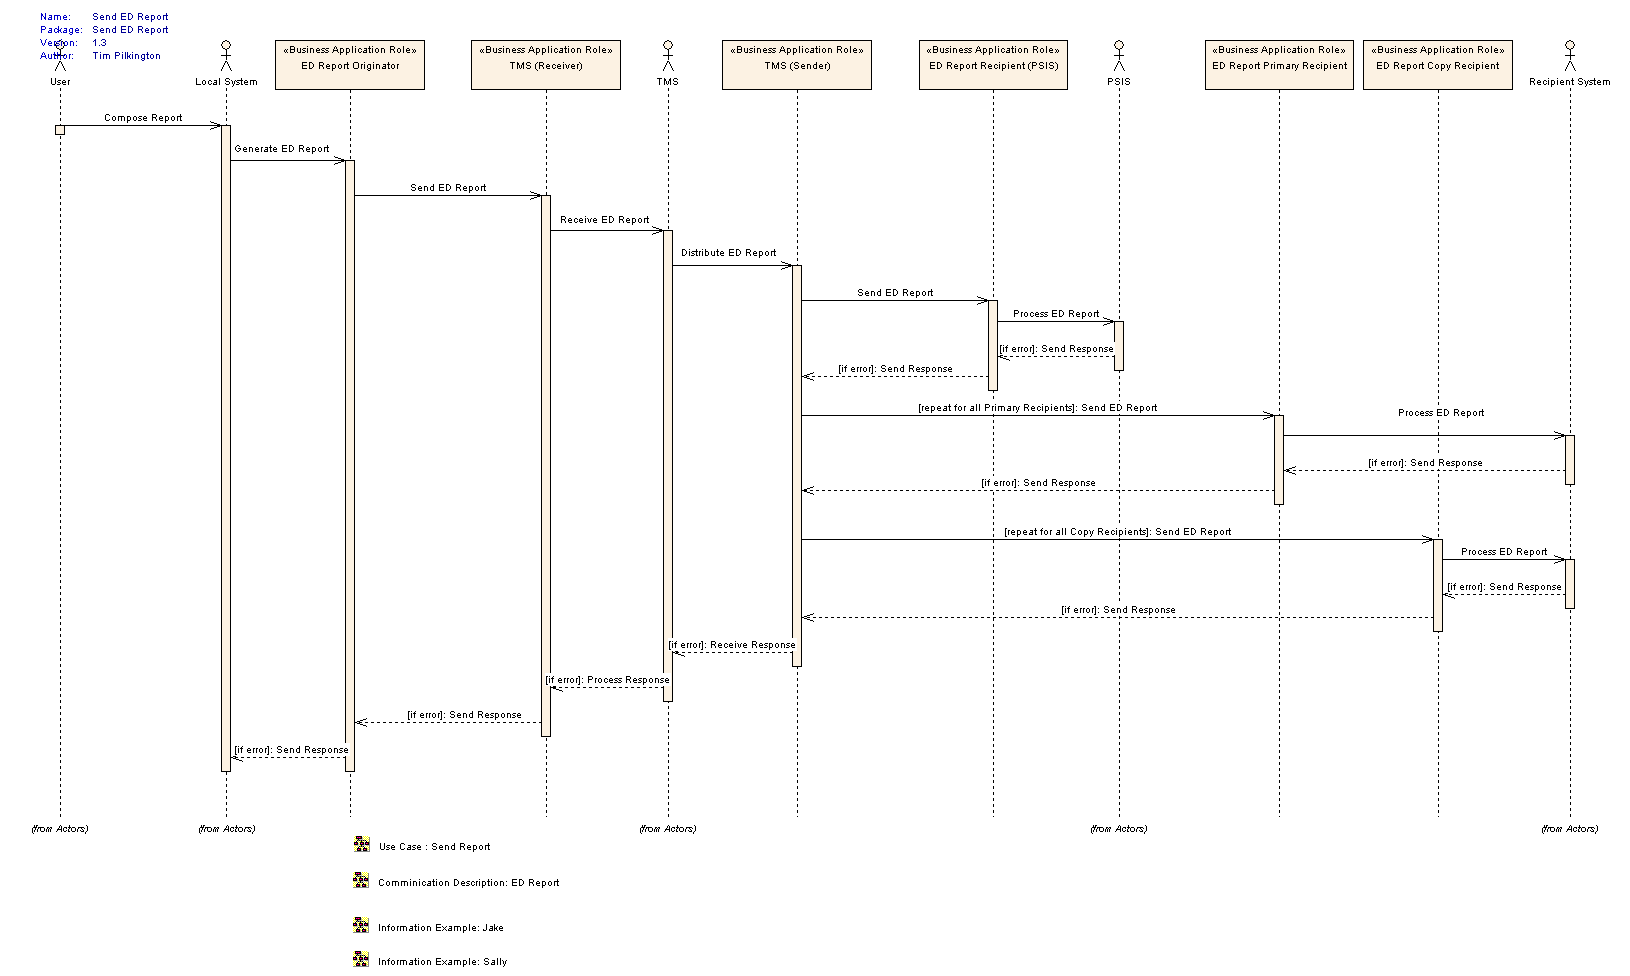 Name: Send ED Report
Package: Send ED Report
Version: 1.3
Author: Tim Pilkington
«Business Application Role»
ED Report Originator
«Business Application Role»
TMS (Receiver)
«Business Application Role»
TMS (Sender)
«Business Application Role»
ED Report Recipient (PSIS)
«Business Application Role»
ED Report Primary Recipient
«Business Application Role»
ED Report Copy Recipient
User
Local System
TMS
PSIS
Recipient System
Compose Report
Generate ED Report
Send ED Report
Receive ED Report
Distribute ED Report
Send ED Report
Process ED Report
[if error]: Send Response
[if error]: Send Response
[repeat for all Primary Recipients]: Send ED Report
Process ED Report
[if error]: Send Response
[if error]: Send Response
[repeat for all Copy Recipients]: Send ED Report
Process ED Report
[if error]: Send Response
[if error]: Send Response
[if error]: Receive Response
[if error]: Process Response
[if error]: Send Response
[if error]: Send Response
(from Actors)
(from Actors)
(from Actors)
(from Actors)
(from Actors)
Use Case : Send Report
Comminication Description: ED Report
Information Example: Jake
Information Example: Sally